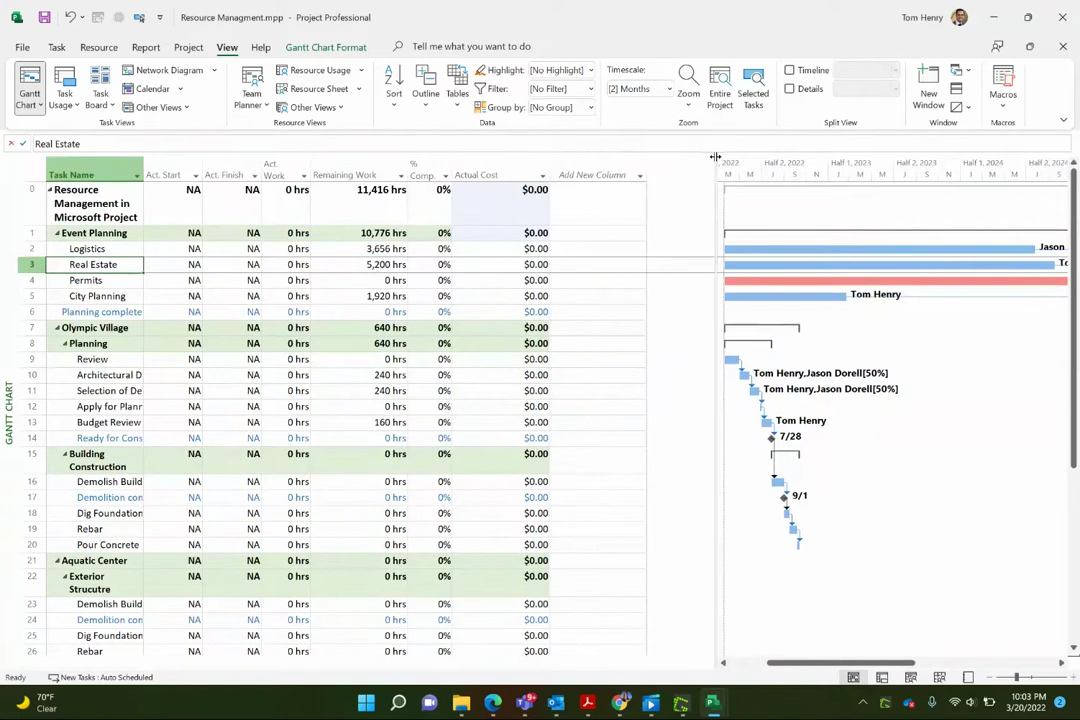 Resource Managment.mpp - Project Professional
Tom Henry
File Task Resource Report Project View Help Gantt Chart Format Tell me what you want to do
Gantt Chart
Task Usage
Task Board
Network Diagram
Calendar
Other Views
Task Views
Team Planner
Resource Usage
Resource Sheet
Other Views
Resource Views
Sort
Outline
Tables
Highlight: [No Highlight]
Filter: [No Filter]
Group by: [No Group]
Data
Timescale:
[2] Months
Zoom
Entire Project
Selected Tasks
Zoom
Timeline
Details
Split View
New Window
Window
Macros
Macros
Real Estate
Task Name Act. Start Act. Finish Act. Work Remaining Work % Comp. Actual Cost Add New Column
2022 Half 2, 2022 Half 1, 2023 Half 2, 2023 Half 1, 2024 Half 2, 2024
M M J S N J M M J S N J M M J S
0 Resource Management in Microsoft Project NA NA 0 hrs 11,416 hrs 0% $0.00
1 Event Planning NA NA 0 hrs 10,776 hrs 0% $0.00
2 Logistics NA NA 0 hrs 3,656 hrs 0% $0.00 Jason
3 Real Estate NA NA 0 hrs 5,200 hrs 0% $0.00
4 Permits NA NA 0 hrs 0 hrs 0% $0.00
5 City Planning NA NA 0 hrs 1,920 hrs 0% $0.00 Tom Henry
6 Planning complete NA NA 0 hrs 0 hrs 0% $0.00
7 Olympic Village NA NA 0 hrs 640 hrs 0% $0.00
8 Planning NA NA 0 hrs 640 hrs 0% $0.00
9 Review NA NA 0 hrs 0 hrs 0% $0.00
10 Architectural D NA NA 0 hrs 240 hrs 0% $0.00 Tom Henry,Jason Dorell[50%]
11 Selection of De NA NA 0 hrs 240 hrs 0% $0.00 Tom Henry,Jason Dorell[50%]
12 Apply for Planr NA NA 0 hrs 0 hrs 0% $0.00
13 Budget Review NA NA 0 hrs 160 hrs 0% $0.00 Tom Henry
14 Ready for Cons NA NA 0 hrs 0 hrs 0% $0.00 7/28
15 Building Construction NA NA 0 hrs 0 hrs 0% $0.00
16 Demolish Build NA NA 0 hrs 0 hrs 0% $0.00
17 Demolition con NA NA 0 hrs 0 hrs 0% $0.00 9/1
18 Dig Foundation NA NA 0 hrs 0 hrs 0% $0.00
19 Rebar NA NA 0 hrs 0 hrs 0% $0.00
20 Pour Concrete NA NA 0 hrs 0 hrs 0% $0.00
21 Aquatic Center NA NA 0 hrs 0 hrs 0% $0.00
22 Exterior Strucutre NA NA 0 hrs 0 hrs 0% $0.00
23 Demolish Build NA NA 0 hrs 0 hrs 0% $0.00
24 Demolition con NA NA 0 hrs 0 hrs 0% $0.00
25 Dig Foundation NA NA 0 hrs 0 hrs 0% $0.00
26 Rebar NA NA 0 hrs 0 hrs 0% $0.00
GANTT CHART
Ready New Tasks : Auto Scheduled
70°F
Clear
10:03 PM
3/20/2022
2